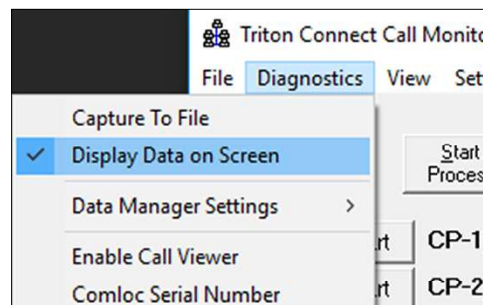 Triton Connect Call Monito
File Diagnostics View Set
Capture To File
Display Data on Screen
Start
Proces
Data Manager Settings
rt CP-1
Enable Call Viewer
rt CP-2
Comloc Serial Number